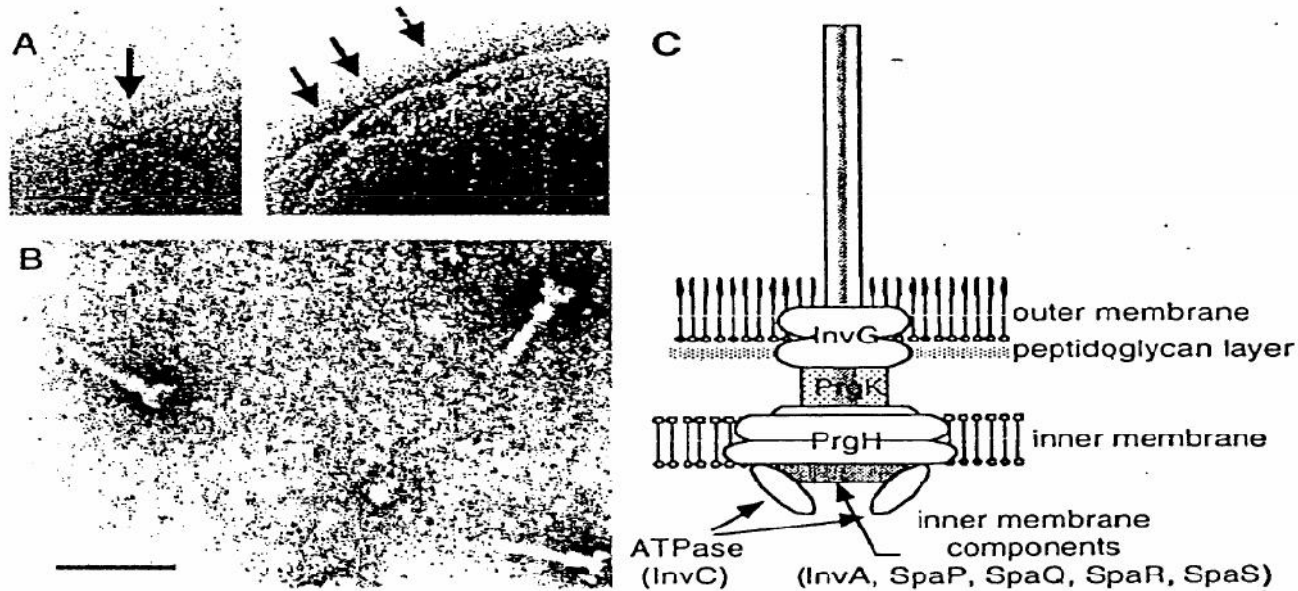 A
B
C
InvG
outer membrane
peptidoglycan layer
PrgK
PrgH
inner membrane
ATPase
(InvC)
inner membrane
components
(InvA, SpaP, SpaQ, SpaR, SpaS)